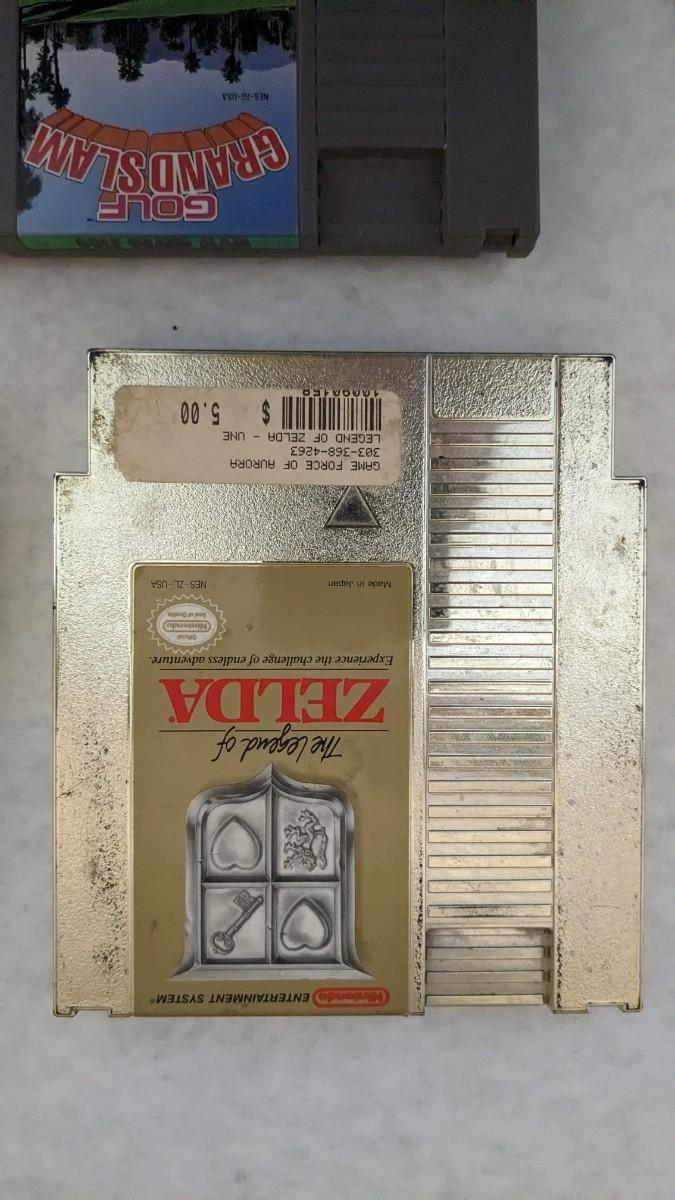 Nintendo ENTERTAINMENT SYSTEM®
The Legend of
ZELDA
Experience the challenge of endless adventure.
Official
Nintendo
Seal of Quality
Made in Japan
NES-ZL-USA
GAME FORCE OF AURORA
303-368-4263
LEGEND OF ZELDA - UNE
$ 5.00
GOLF™
GRAND SLAM
NES-7G-USA